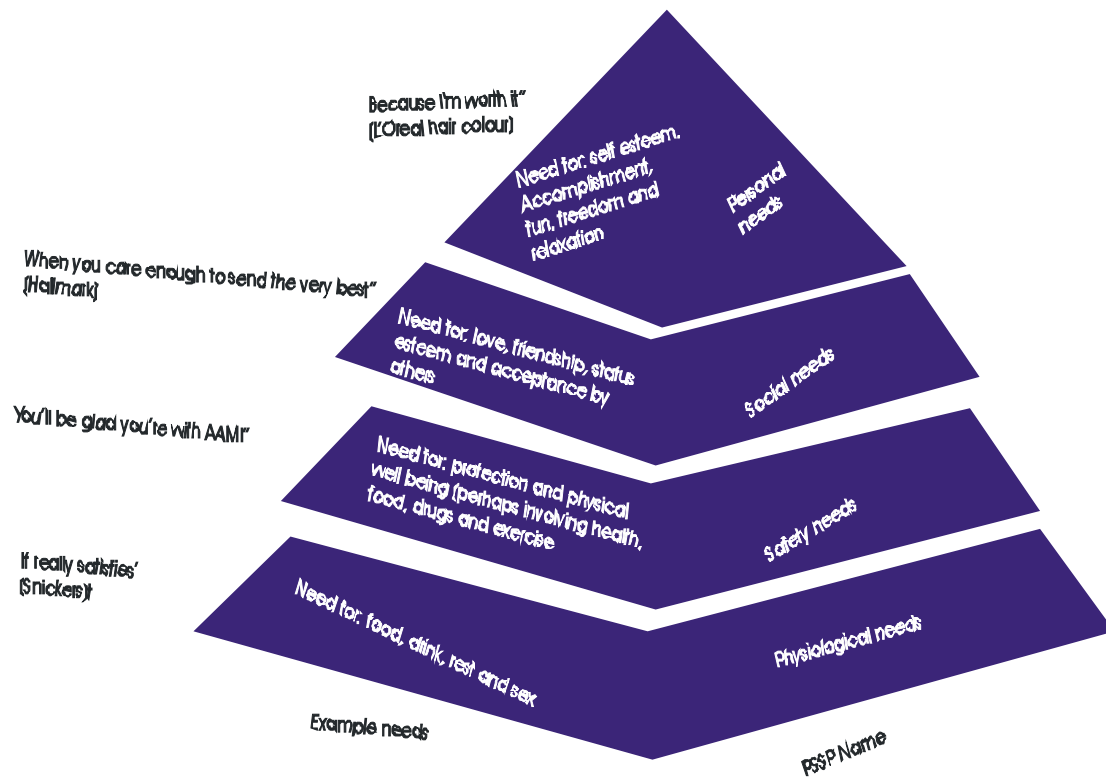 Because I'm worth it"
(L'Oreal hair colour)
Need for: self esteem.
Accomplishment,
fun, freedom and
relaxation
Personal
needs
When you care enough to send the very best"
(Hallmark)
Need for, love, friendship, status
esteem and acceptance by
others
Social needs
You'll be glad you're with AAMI"
Need for: protection and physical
well being (perhaps involving health,
food, drugs and exercise
Safety needs
It really satisfies'
(Snickers)t
Need for: food, drink, rest and sex
Physiological needs
Example needs
PSSP Name